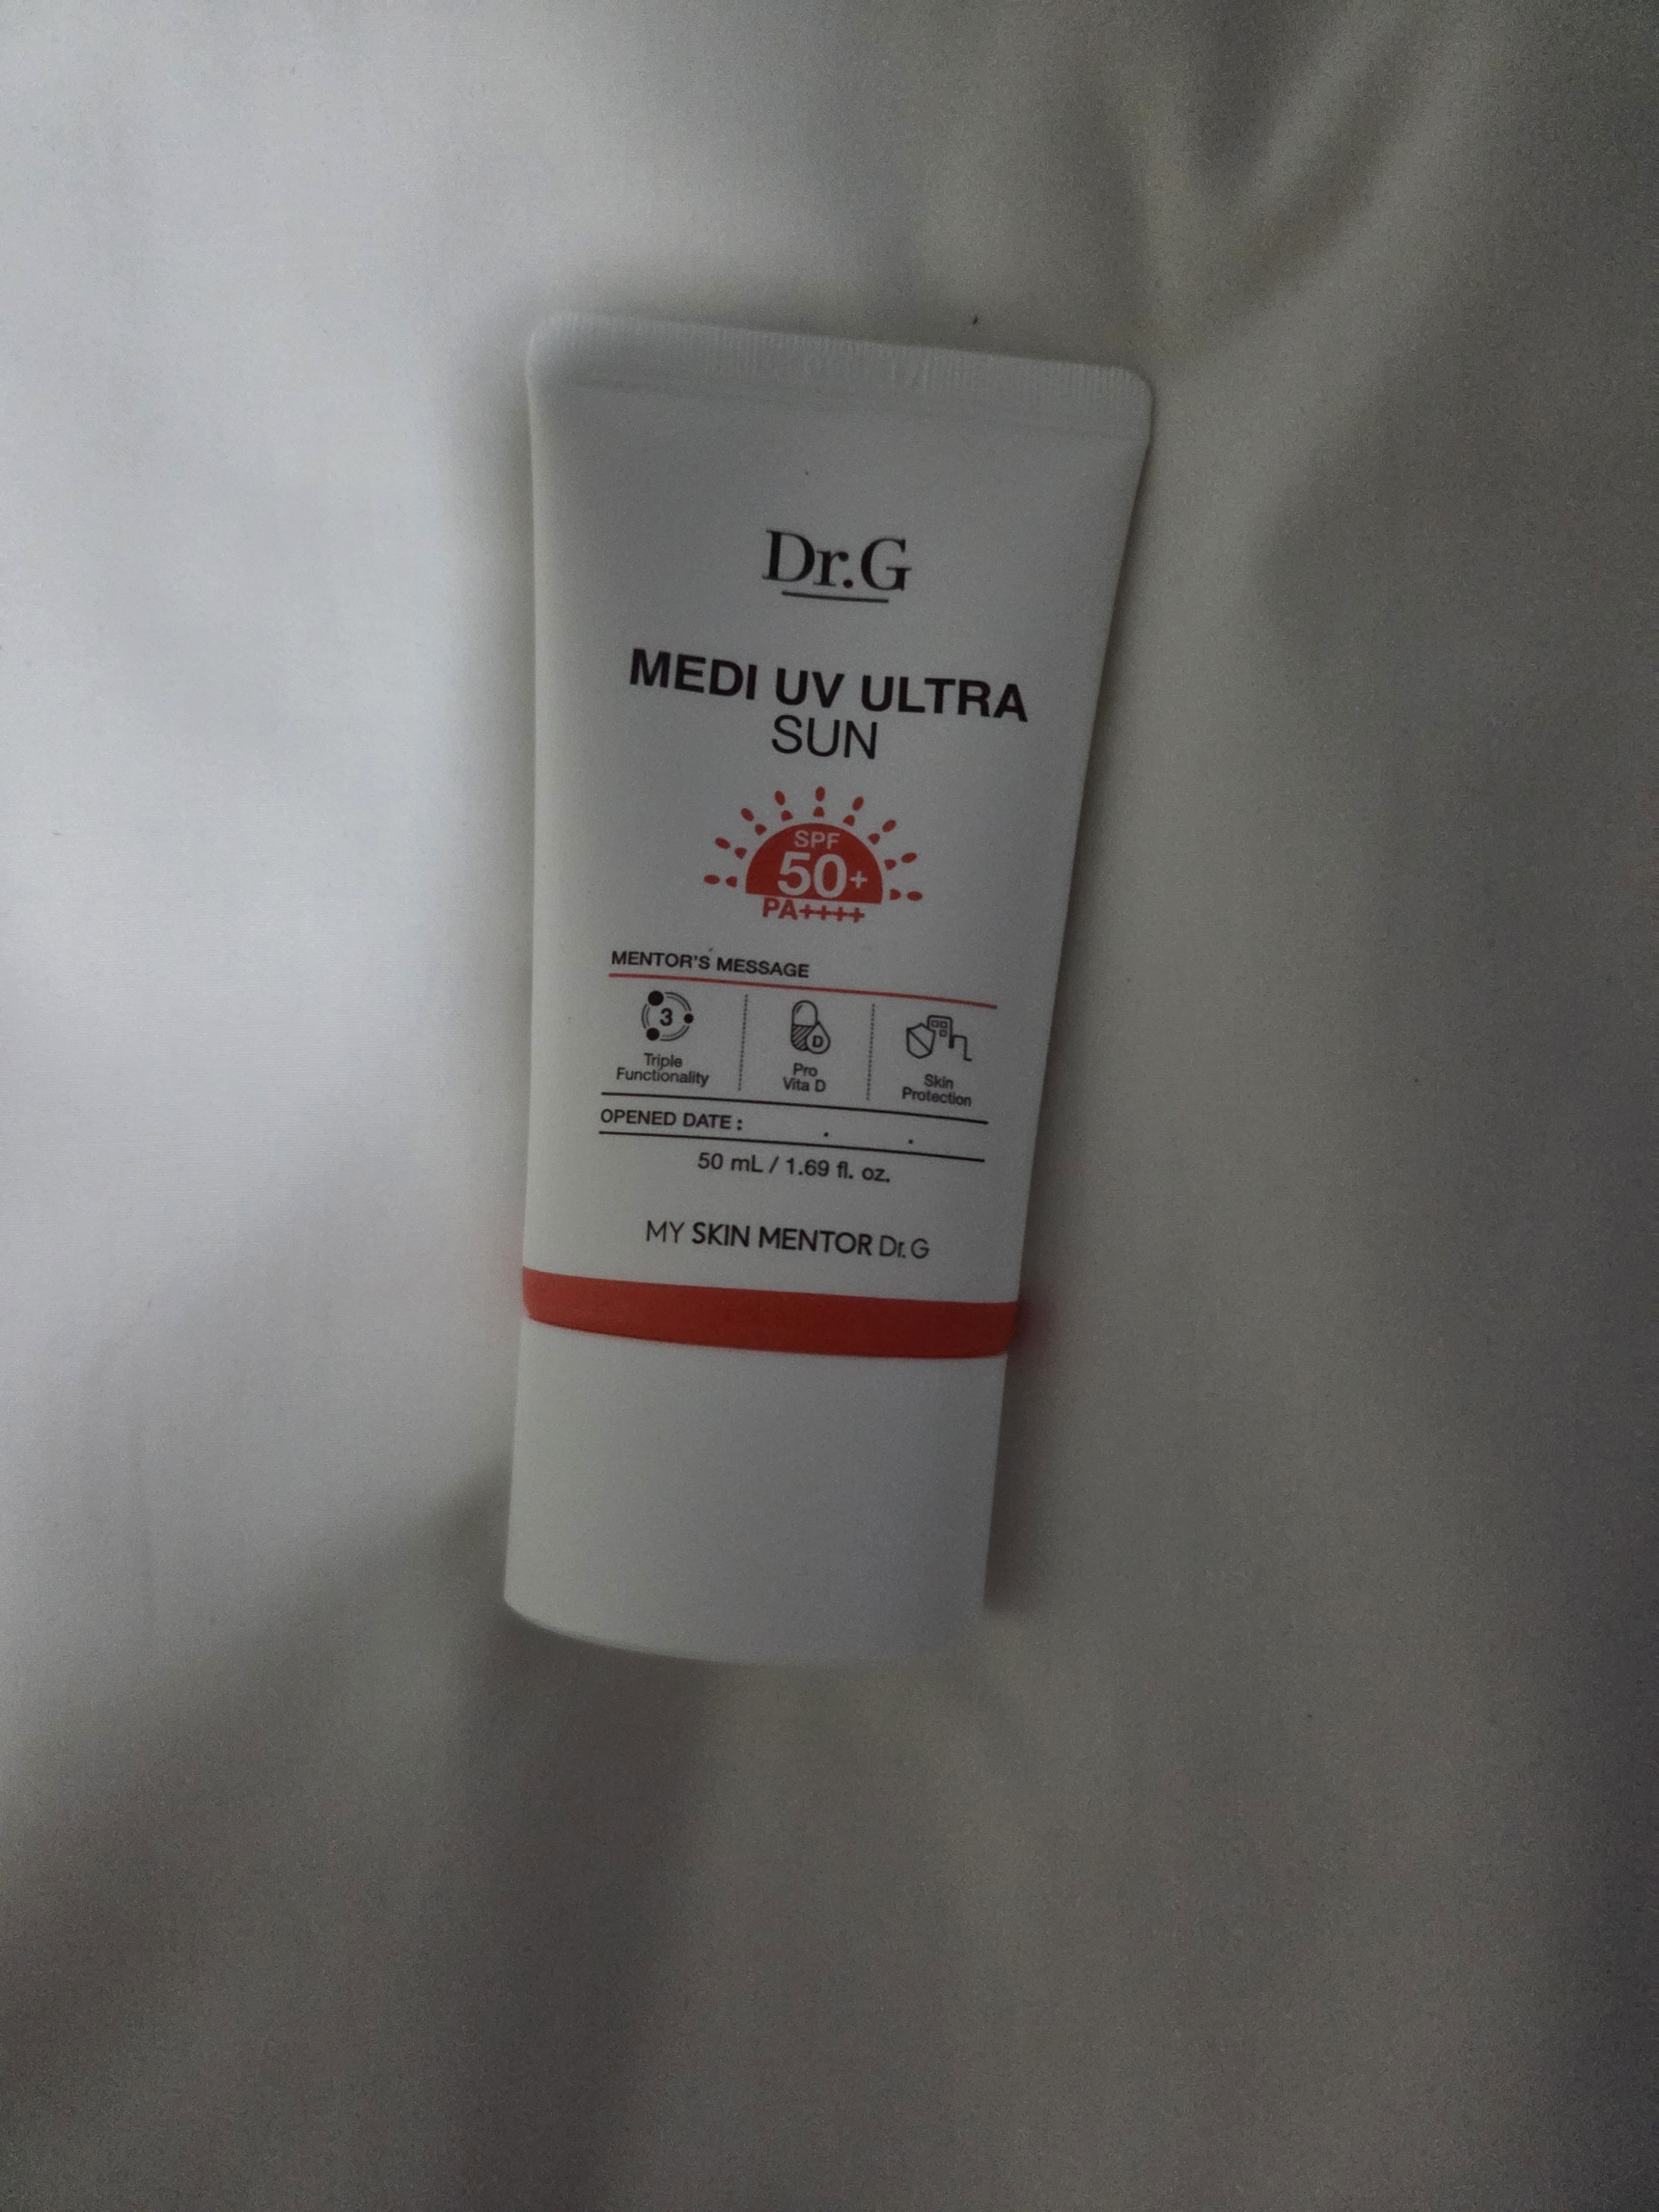 Dr.G
MEDI UV ULTRA
SUN
SPF
50+
PA++++
MENTOR'S MESSAGE
3
Triple
Functionality
D
Pro
Vita D
Skin
Protection
OPENED DATE : . .
50 mL / 1.69 fl. oz.
MY SKIN MENTOR Dr.G